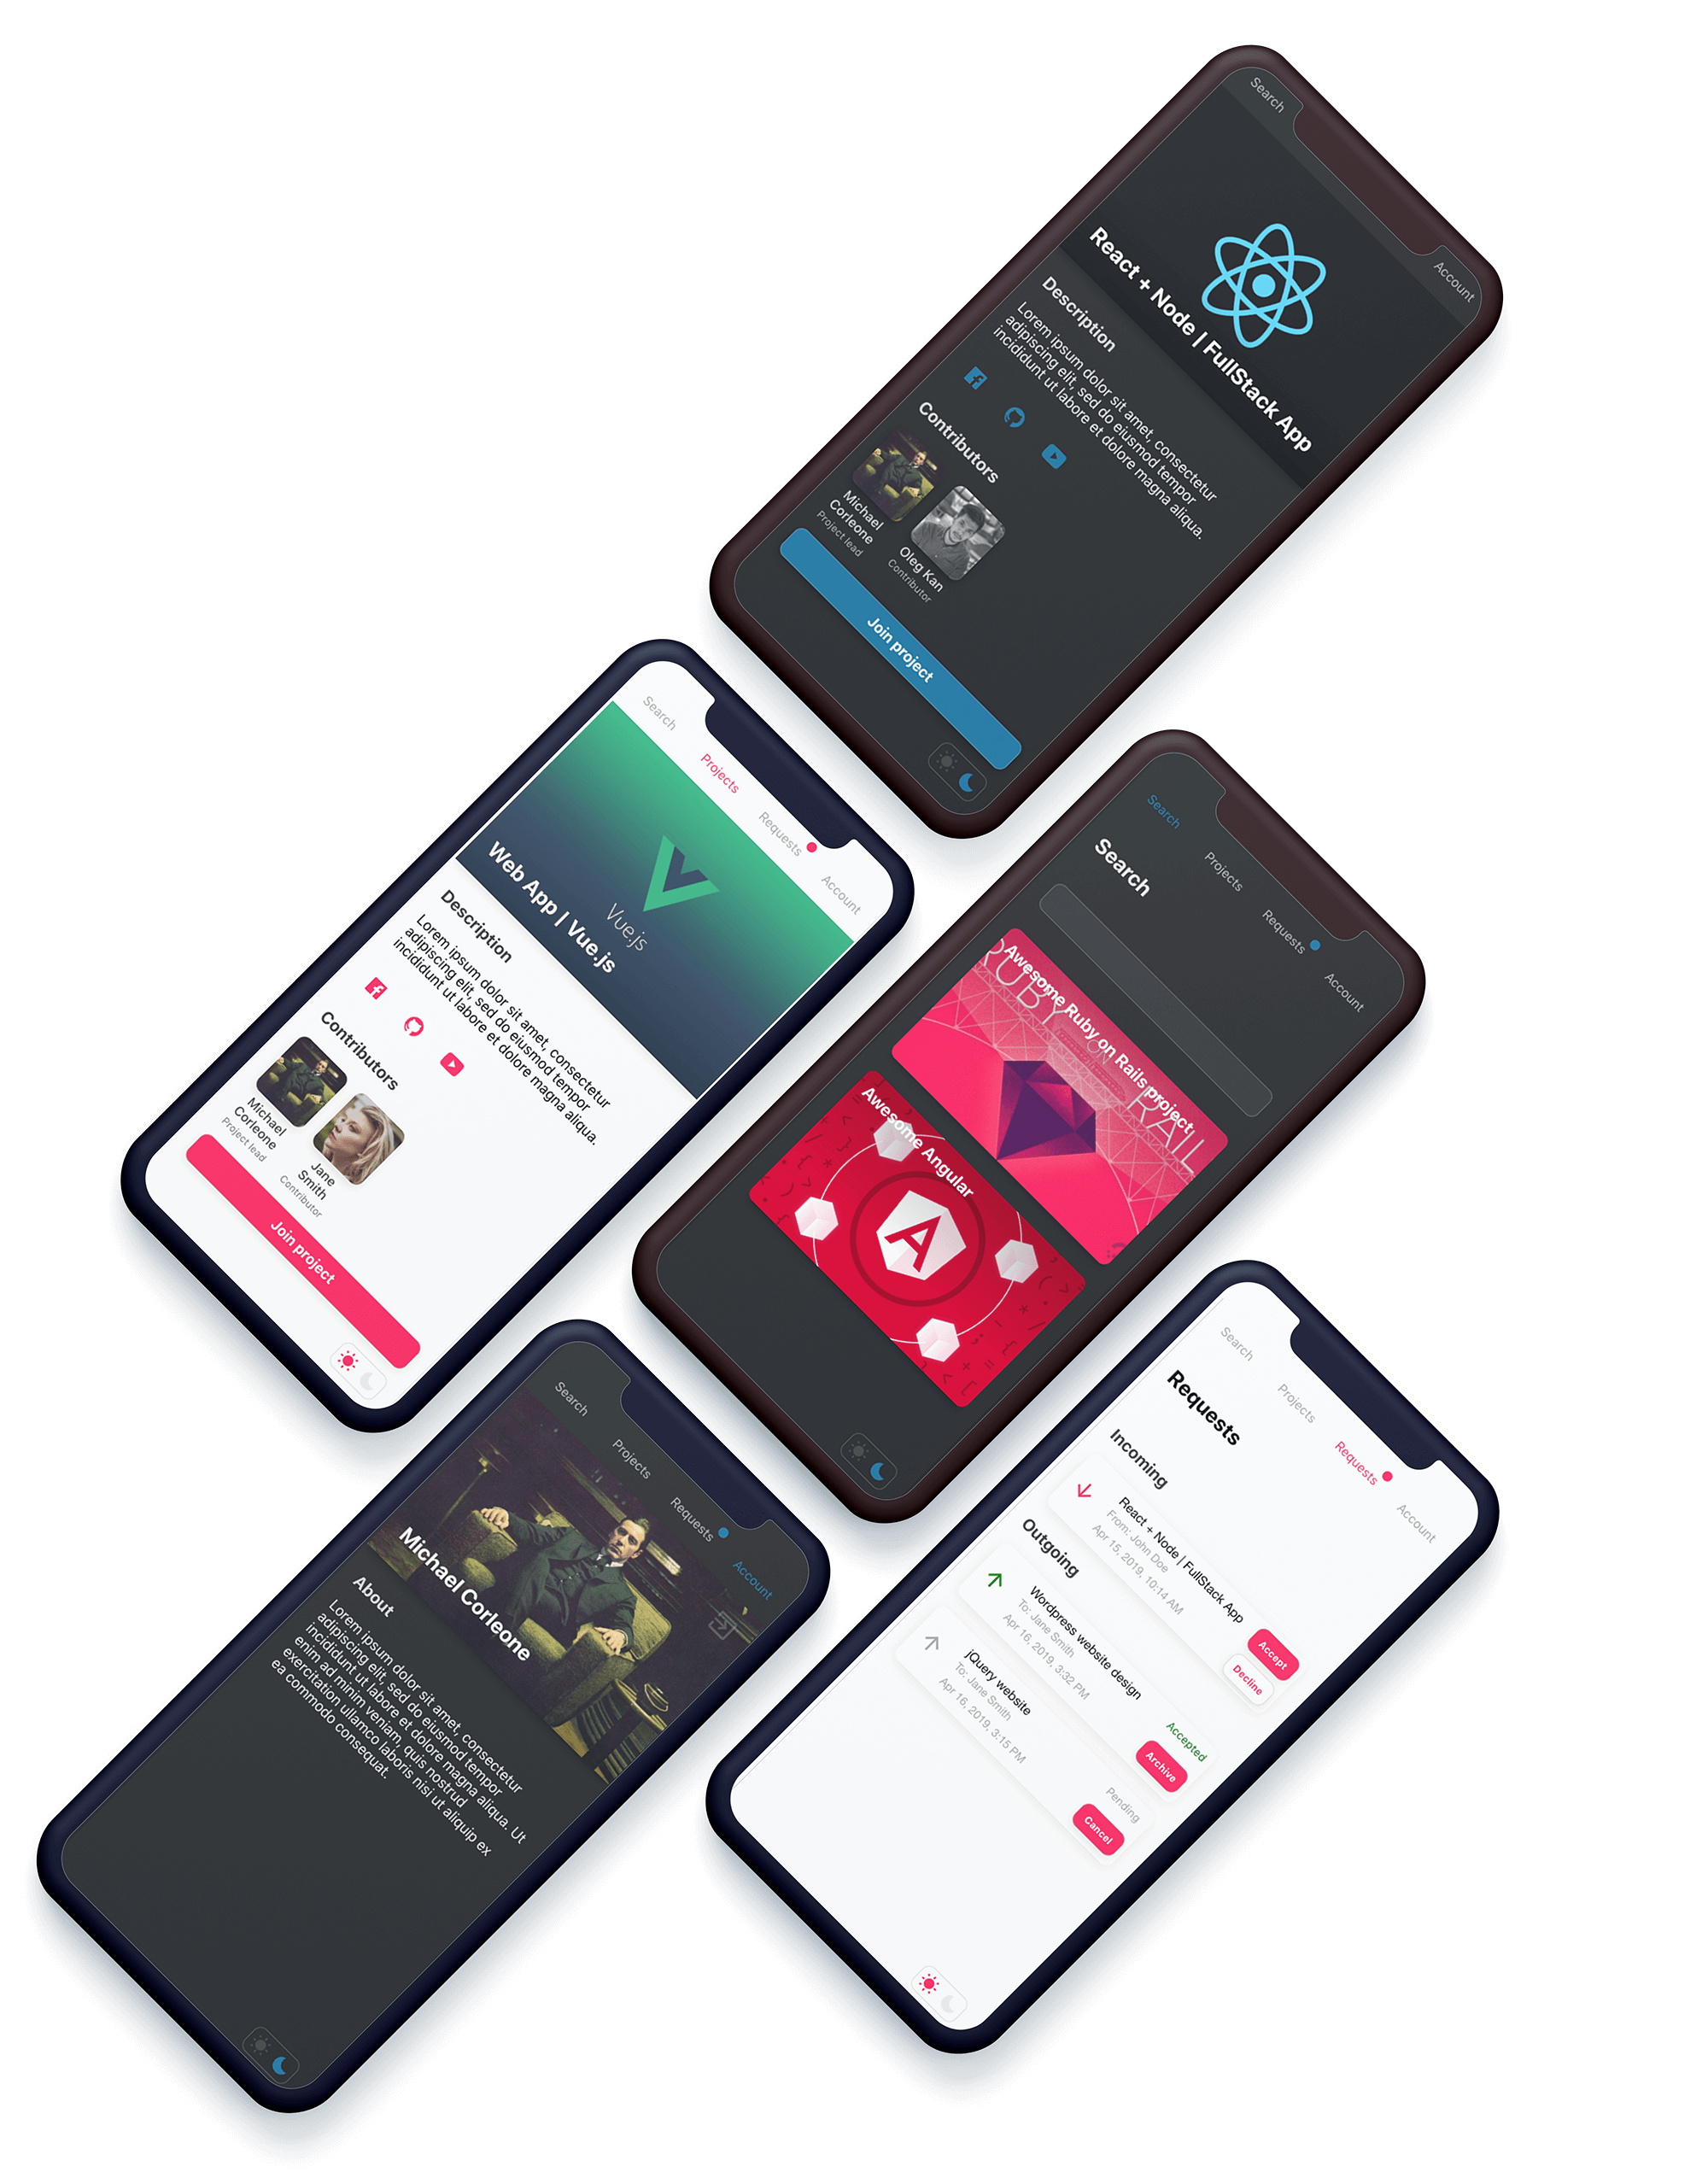 Search
Account
React + Node | FullStack App
Description
Lorem ipsum dolor sit amet, consectetur
adipiscing elit, sed do eiusmod tempor
incididunt ut labore et dolore magna aliqua.
Contributors
Michael
Corleone
Project lead
Oleg Kan
Contributor
Join project
Search
Projects
Requests
Account
Vue.js
Web App | Vue.js
Description
Lorem ipsum dolor sit amet, consectetur
adipiscing elit, sed do eiusmod tempor
incididunt ut labore et dolore magna aliqua.
Contributors
Michael
Corleone
Project lead
Jane
Smith
Contributor
Join project
Search
Projects
Requests
Account
Search
Awesome Ruby on Rails project
RUBY
ON
RAIL
Awesome Angular
A
Search
Projects
Requests
Account
Michael Corleone
About
Lorem ipsum dolor sit amet, consectetur
adipiscing elit, sed do eiusmod tempor
incididunt ut labore et dolore magna aliqua. Ut
enim ad minim veniam, quis nostrud
exercitation ullamco laboris nisi ut aliquip ex
ea commodo consequat.
Search
Projects
Requests
Account
Requests
Incoming
React + Node | FullStack App
From: John Doe
Apr 15, 2019, 10:14 AM
Accept
Decline
Outgoing
Wordpress website design
To: Jane Smith
Apr 16, 2019, 3:32 PM
Accepted
Archive
jQuery website
To: Jane Smith
Apr 16, 2019, 3:15 PM
Pending
Cancel